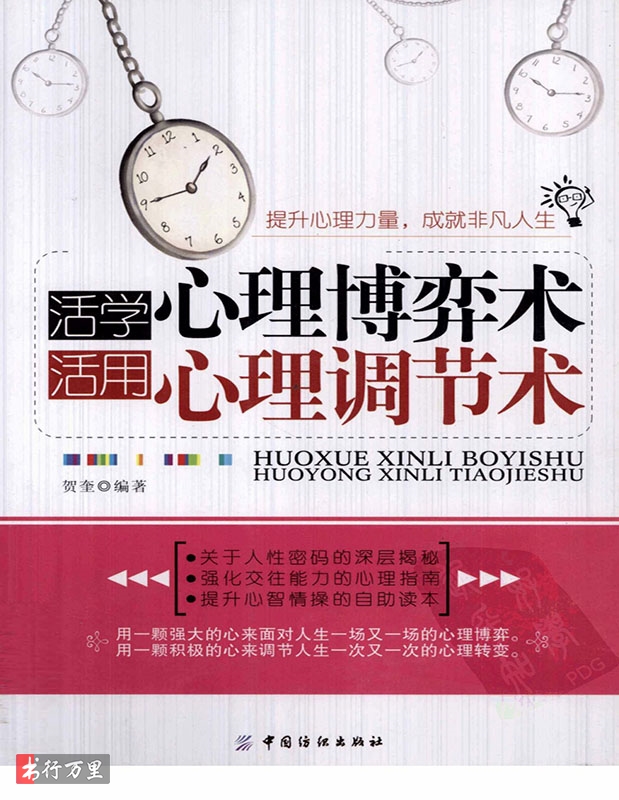 提升心理力量，成就非凡人生
活学 心理博弈术
活用 心理调节术
HUOXUE XINLI BOYISHU
HUOYONG XINLI TIAOJIESHU
贺奎◎编著
•关于人性密码的深层揭秘
•强化交往能力的心理指南
•提升心智情操的自助读本
用一颗强大的心来面对人生一场又一场的心理博弈。
用一颗积极的心来调节人生一次又一次的心理转变。
PDG
中国纺织出版社
书行万里